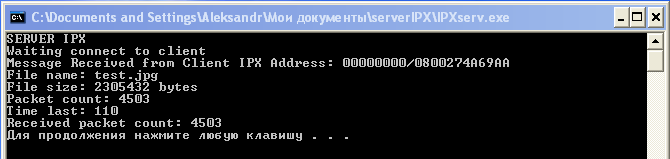 C:\Documents and Settings\Aleksandr\Мои документы\serverIPX\IPXserv.exe
SERVER IPX
Waiting connect to client
Message Received from Client IPX Address: 00000000/0800274A69AA
File name: test.jpg
File size: 2305432 bytes
Packet count: 4503
Time last: 110
Received packet count: 4503
Для продолжения нажмите любую клавишу . . .